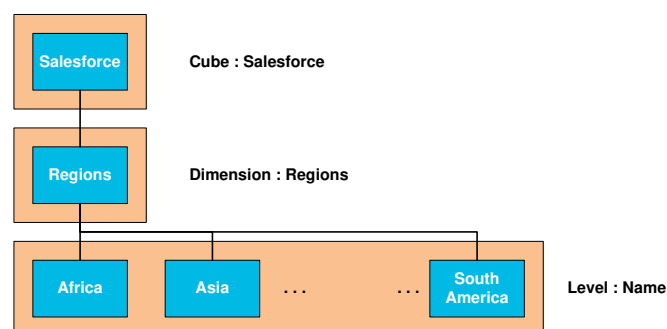 Salesforce
Cube : Salesforce
Regions
Dimension : Regions
Africa
Asia
. . .
. . .
South
America
Level : Name